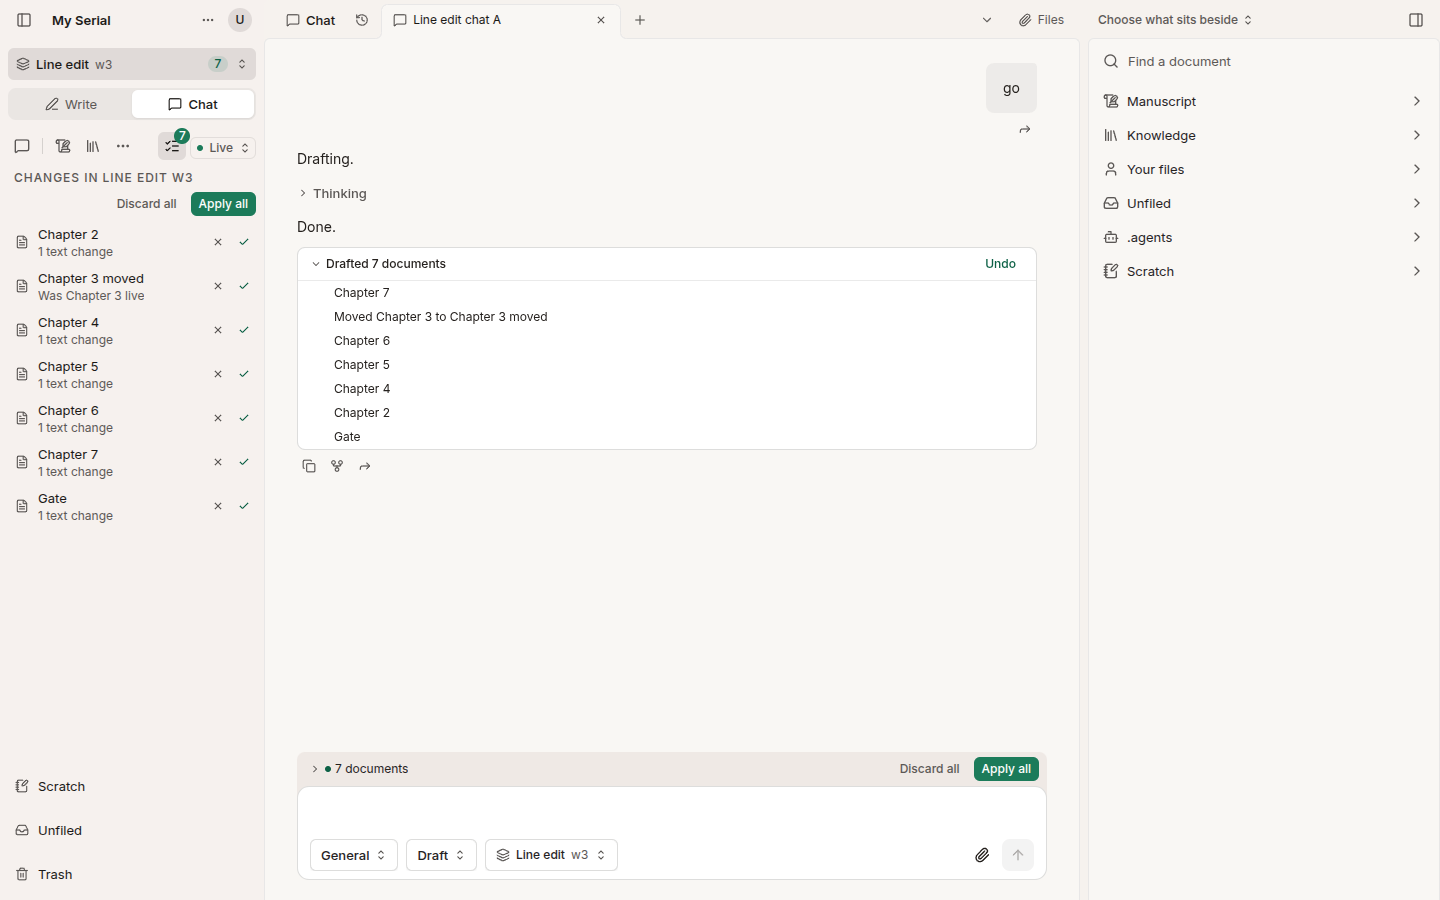 My Serial
U
Line edit w3
7
Write
Chat
7
Live
CHANGES IN LINE EDIT W3
Discard all
Apply all
Chapter 2
1 text change
Chapter 3 moved
Was Chapter 3 live
Chapter 4
1 text change
Chapter 5
1 text change
Chapter 6
1 text change
Chapter 7
1 text change
Gate
1 text change
Scratch
Unfiled
Trash
Chat
Line edit chat A
Files
go
Drafting.
Thinking
Done.
Drafted 7 documents
Undo
Chapter 7
Moved Chapter 3 to Chapter 3 moved
Chapter 6
Chapter 5
Chapter 4
Chapter 2
Gate
7 documents
Discard all
Apply all
General
Draft
Line edit w3
Choose what sits beside
Find a document
Manuscript
Knowledge
Your files
Unfiled
.agents
Scratch